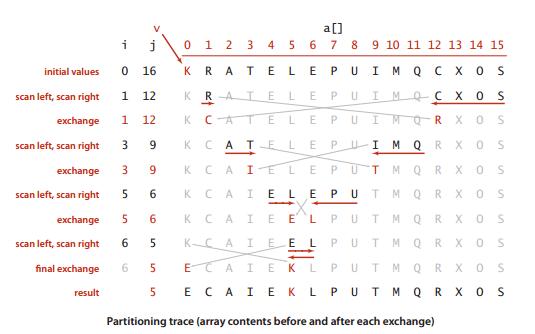 v a[]
i j 0 1 2 3 4 5 6 7 8 9 10 11 12 13 14 15
initial values 0 16 K R A T E L E P U I M Q C X O S
scan left, scan right 1 12 K R A T E L E P U I M Q C X O S
exchange 1 12 K C A T E L E P U I M Q R X O S
scan left, scan right 3 9 K C A T E L E P U I M Q R X O S
exchange 3 9 K C A I E L E P U T M Q R X O S
scan left, scan right 5 6 K C A I E L E P U T M Q R X O S
exchange 5 6 K C A I E E L P U T M Q R X O S
scan left, scan right 6 5 K C A I E E L P U T M Q R X O S
final exchange 6 5 E C A I E K L P U T M Q R X O S
result 5 E C A I E K L P U T M Q R X O S
Partitioning trace (array contents before and after each exchange)